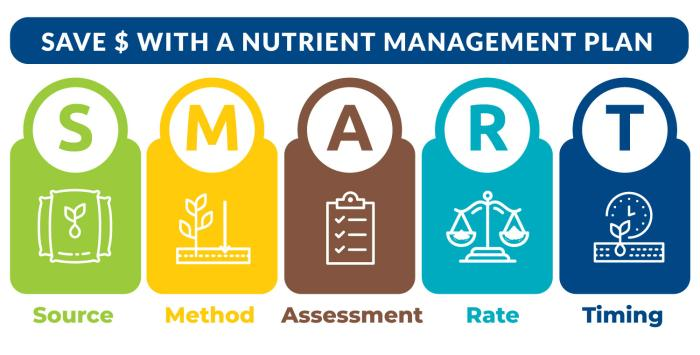 SAVE $ WITH A NUTRIENT MANAGEMENT PLAN
S M A R T
Source Method Assessment Rate Timing